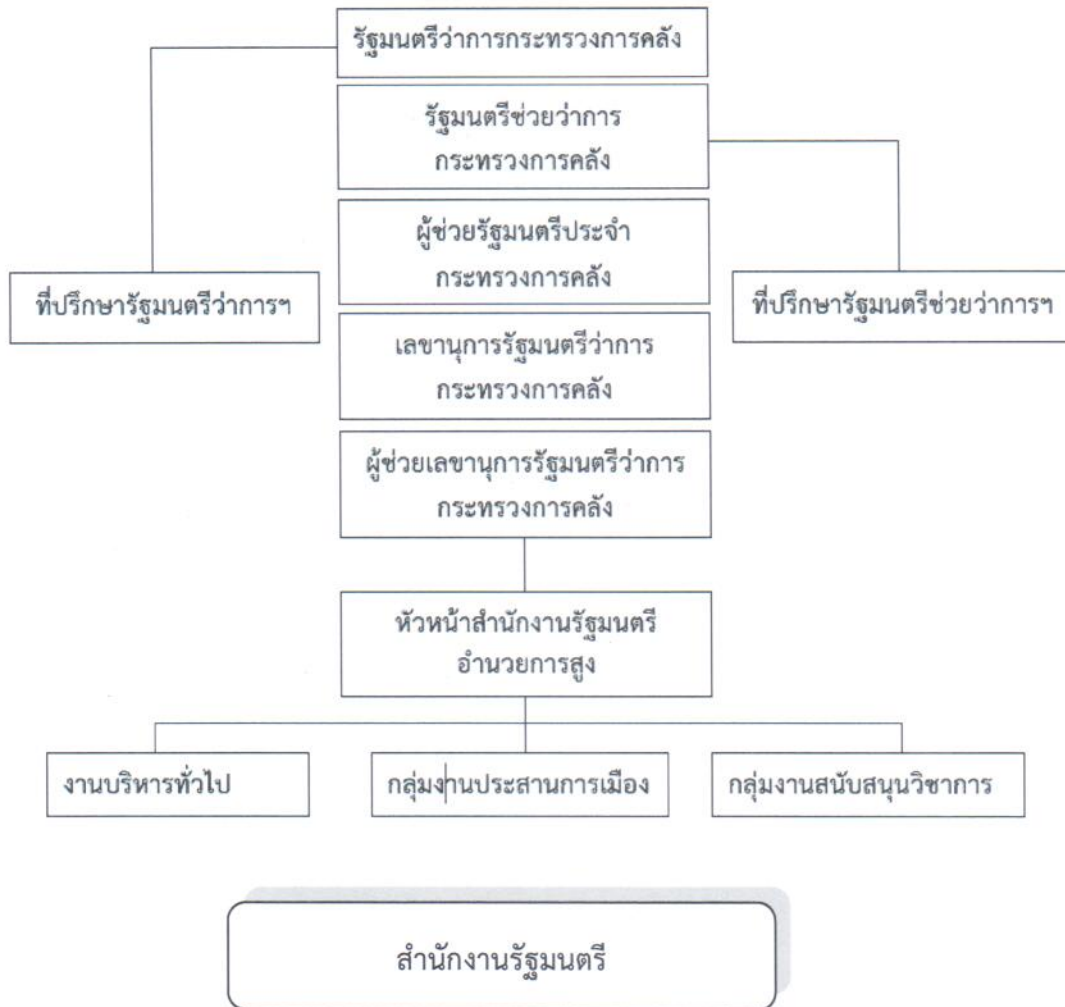 รัฐมนตรีว่าการกระทรวงการคลัง
รัฐมนตรีช่วยว่าการ
กระทรวงการคลัง
ผู้ช่วยรัฐมนตรีประจำ
กระทรวงการคลัง
ที่ปรึกษารัฐมนตรีว่าการฯ
ที่ปรึกษารัฐมนตรีช่วยว่าการฯ
เลขานุการรัฐมนตรีว่าการ
กระทรวงการคลัง
ผู้ช่วยเลขานุการรัฐมนตรีว่าการ
กระทรวงการคลัง
หัวหน้าสำนักงานรัฐมนตรี
อำนวยการสูง
งานบริหารทั่วไป
กลุ่มงานประสานการเมือง
กลุ่มงานสนับสนุนวิชาการ
สำนักงานรัฐมนตรี